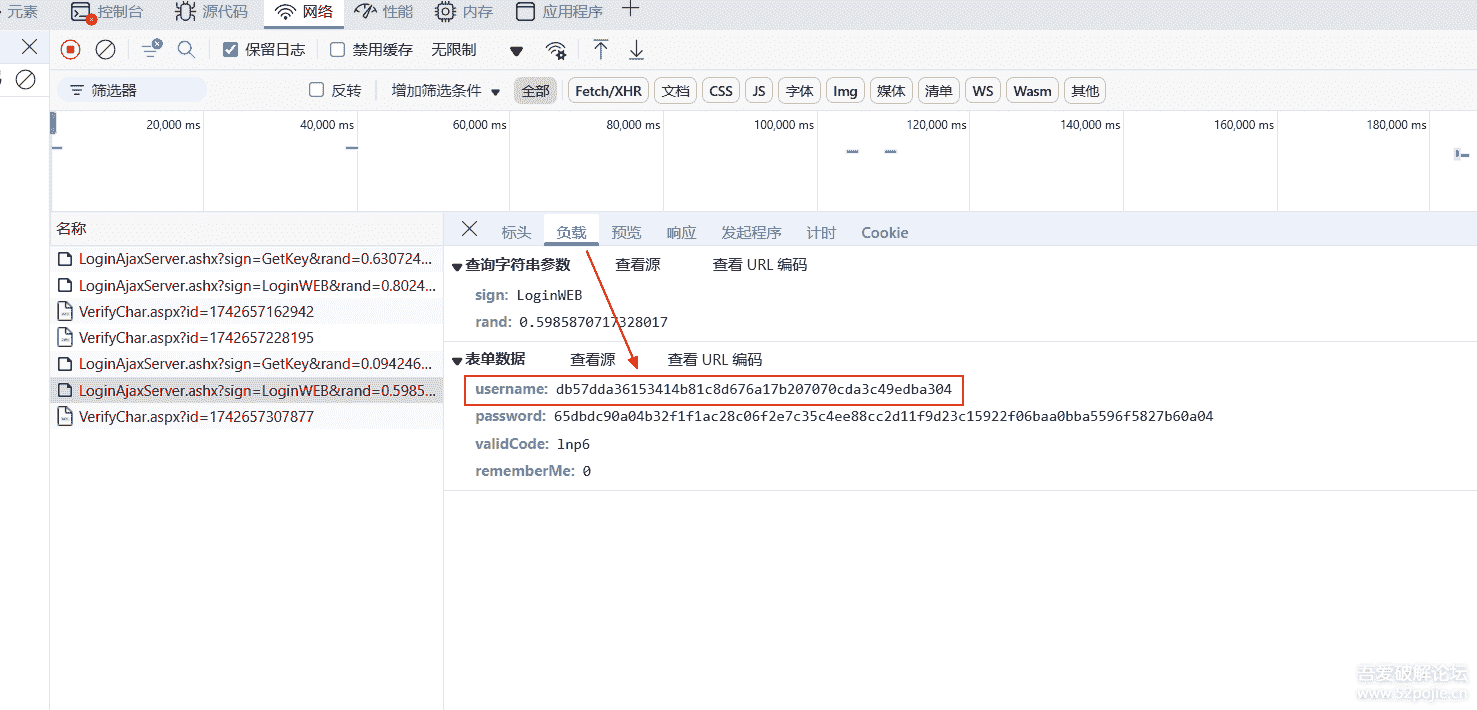 元素 控制台 源代码 网络 性能 内存 应用程序
保留日志 禁用缓存 无限制
筛选器 反转 增加筛选条件 全部 Fetch/XHR 文档 CSS JS 字体 Img 媒体 清单 WS Wasm 其他
20,000 ms 40,000 ms 60,000 ms 80,000 ms 100,000 ms 120,000 ms 140,000 ms 160,000 ms 180,000 ms
名称
LoginAjaxServer.ashx?sign=GetKey&rand=0.630724...
LoginAjaxServer.ashx?sign=LoginWEB&rand=0.8024...
VerifyChar.aspx?id=1742657162942
VerifyChar.aspx?id=1742657228195
LoginAjaxServer.ashx?sign=GetKey&rand=0.094246...
LoginAjaxServer.ashx?sign=LoginWEB&rand=0.5985...
VerifyChar.aspx?id=1742657307877
标头 负载 预览 响应 发起程序 计时 Cookie
查询字符串参数 查看源 查看 URL 编码
sign: LoginWEB
rand: 0.5985870717328017
表单数据 查看源 查看 URL 编码
username: db57dda36153414b81c8d676a17b207070cda3c49edba304
password: 65dbdc90a04b32f1f1ac28c06f2e7c35c4ee88cc2d11f9d23c15922f06baa0bba5596f5827b60a04
validCode: lnp6
rememberMe: 0
吾爱破解论坛
www.52pojie.cn